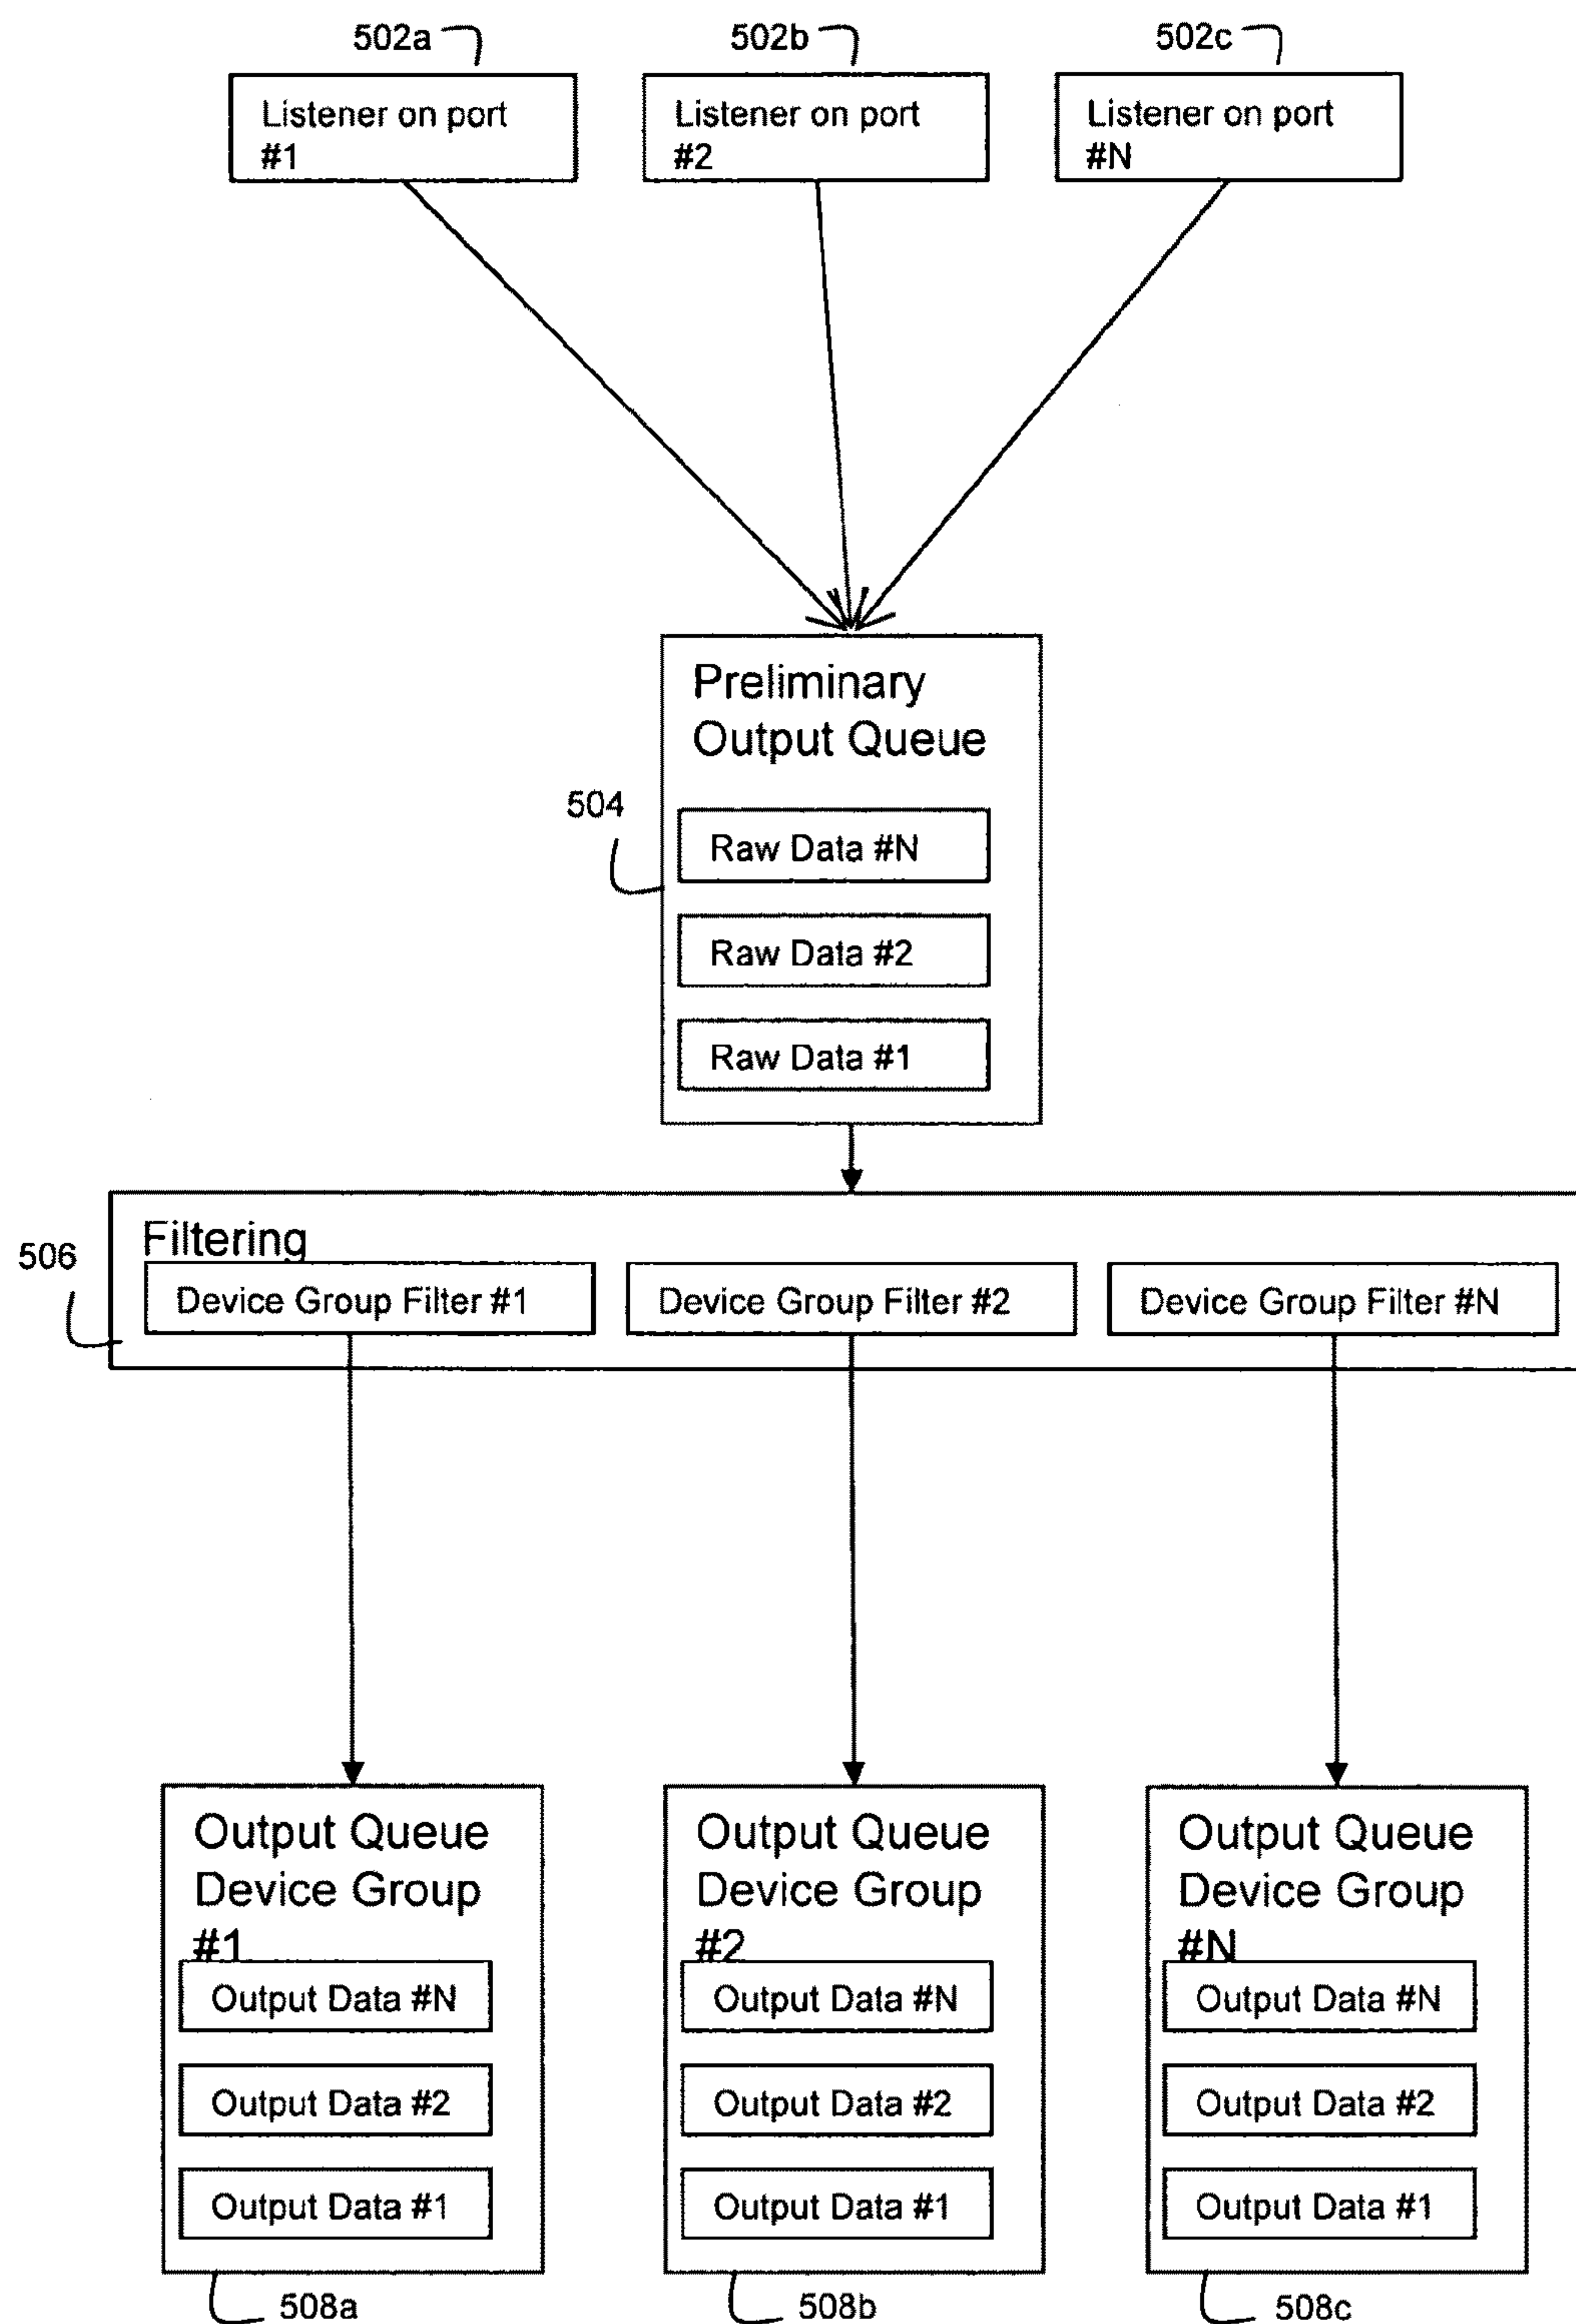 502a
502b
502c
Listener on port
#1
Listener on port
#2
Listener on port
#N
Preliminary
Output Queue
504
Raw Data #N
Raw Data #2
Raw Data #1
Filtering
506
Device Group Filter #1
Device Group Filter #2
Device Group Filter #N
Output Queue
Device Group
#1
Output Data #N
Output Data #2
Output Data #1
Output Queue
Device Group
#2
Output Data #N
Output Data #2
Output Data #1
Output Queue
Device Group
#N
Output Data #N
Output Data #2
Output Data #1
508a
508b
508c